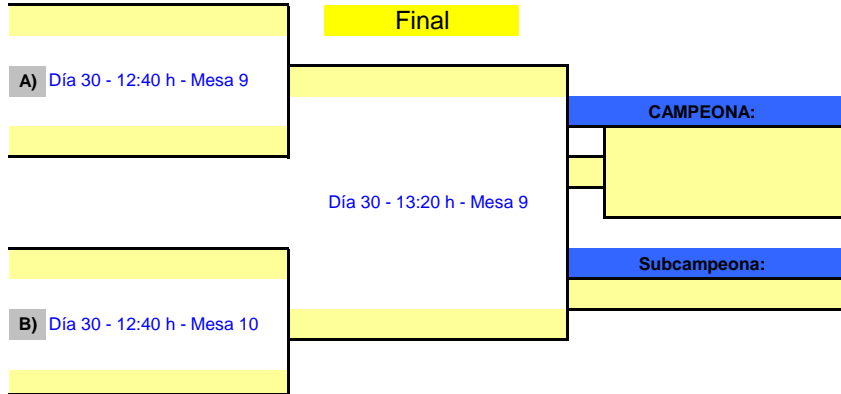 Final
A) Día 30 - 12:40 h - Mesa 9
CAMPEONA:
Día 30 - 13:20 h - Mesa 9
Subcampeona:
B) Día 30 - 12:40 h - Mesa 10